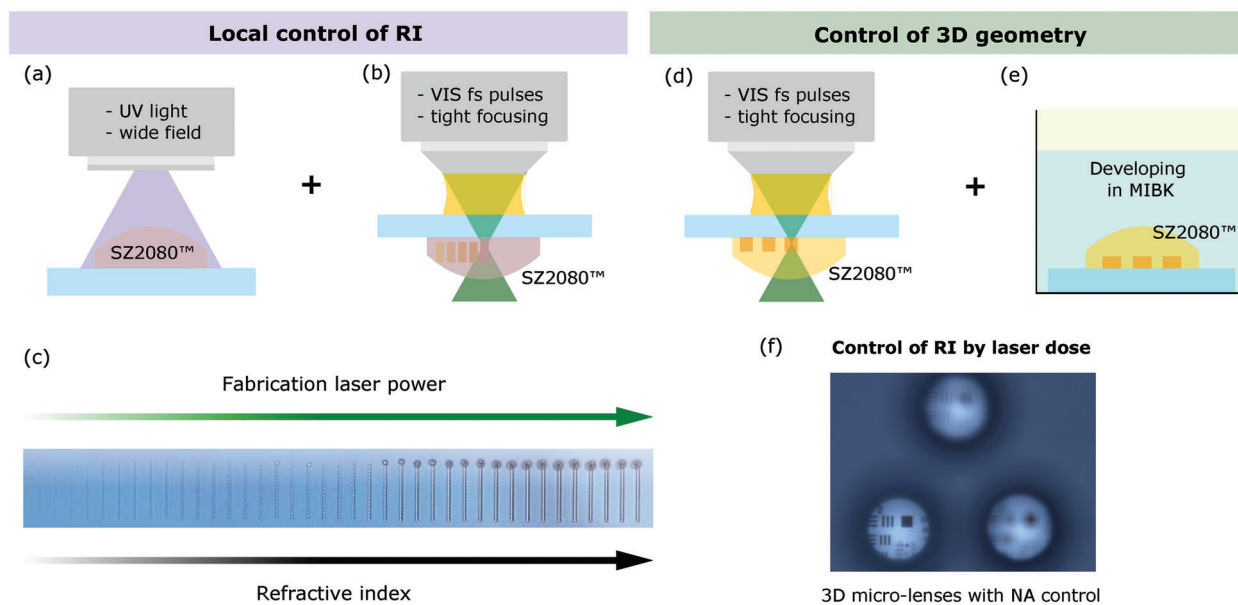 Local control of RI
Control of 3D geometry
(a)
- UV light
- wide field
SZ2080™
+
(b)
- VIS fs pulses
- tight focusing
SZ2080™
(d)
- VIS fs pulses
- tight focusing
SZ2080™
+
(e)
Developing
in MIBK
SZ2080™
(c)
Fabrication laser power
Refractive index
(f)
Control of RI by laser dose
3D micro-lenses with NA control